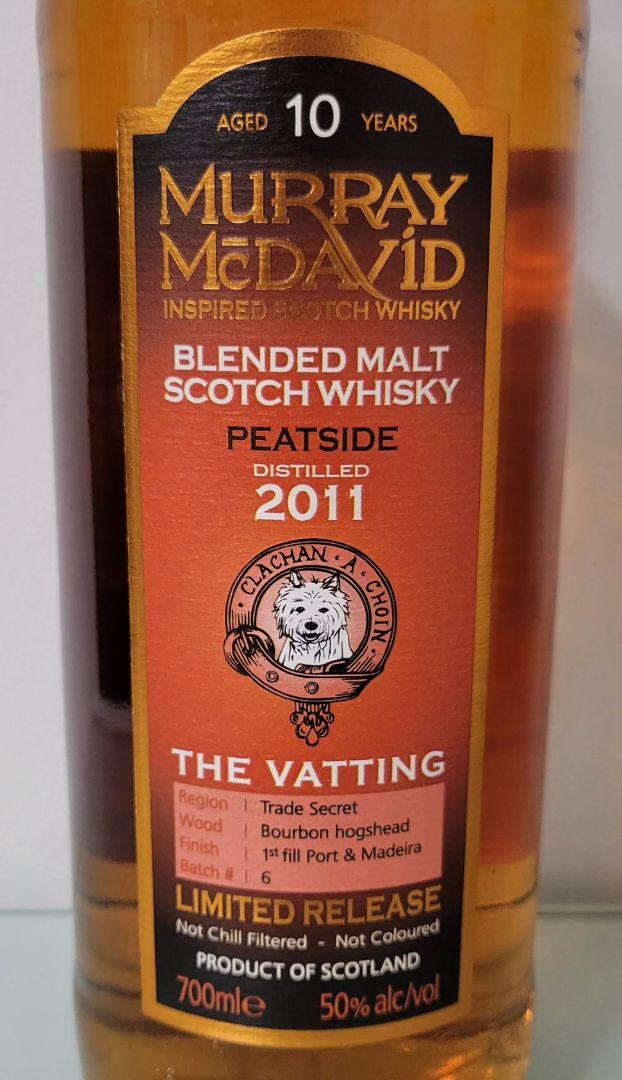 AGED 10 YEARS
MURRAY
McDAVID
INSPIRED SCOTCH WHISKY
BLENDED MALT
SCOTCH WHISKY
PEATSIDE
DISTILLED
2011
· CLACHAN · A · CHOIN ·
THE VATTING
Region | Trade Secret
Wood | Bourbon hogshead
Finish | 1st fill Port & Madeira
Batch # | 6
LIMITED RELEASE
Not Chill Filtered - Not Coloured
PRODUCT OF SCOTLAND
700ml℮ 50% alc/vol